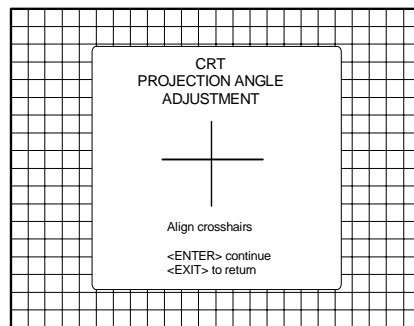 CRT
PROJECTION ANGLE
ADJUSTMENT
Align crosshairs
<ENTER> continue
<EXIT> to return